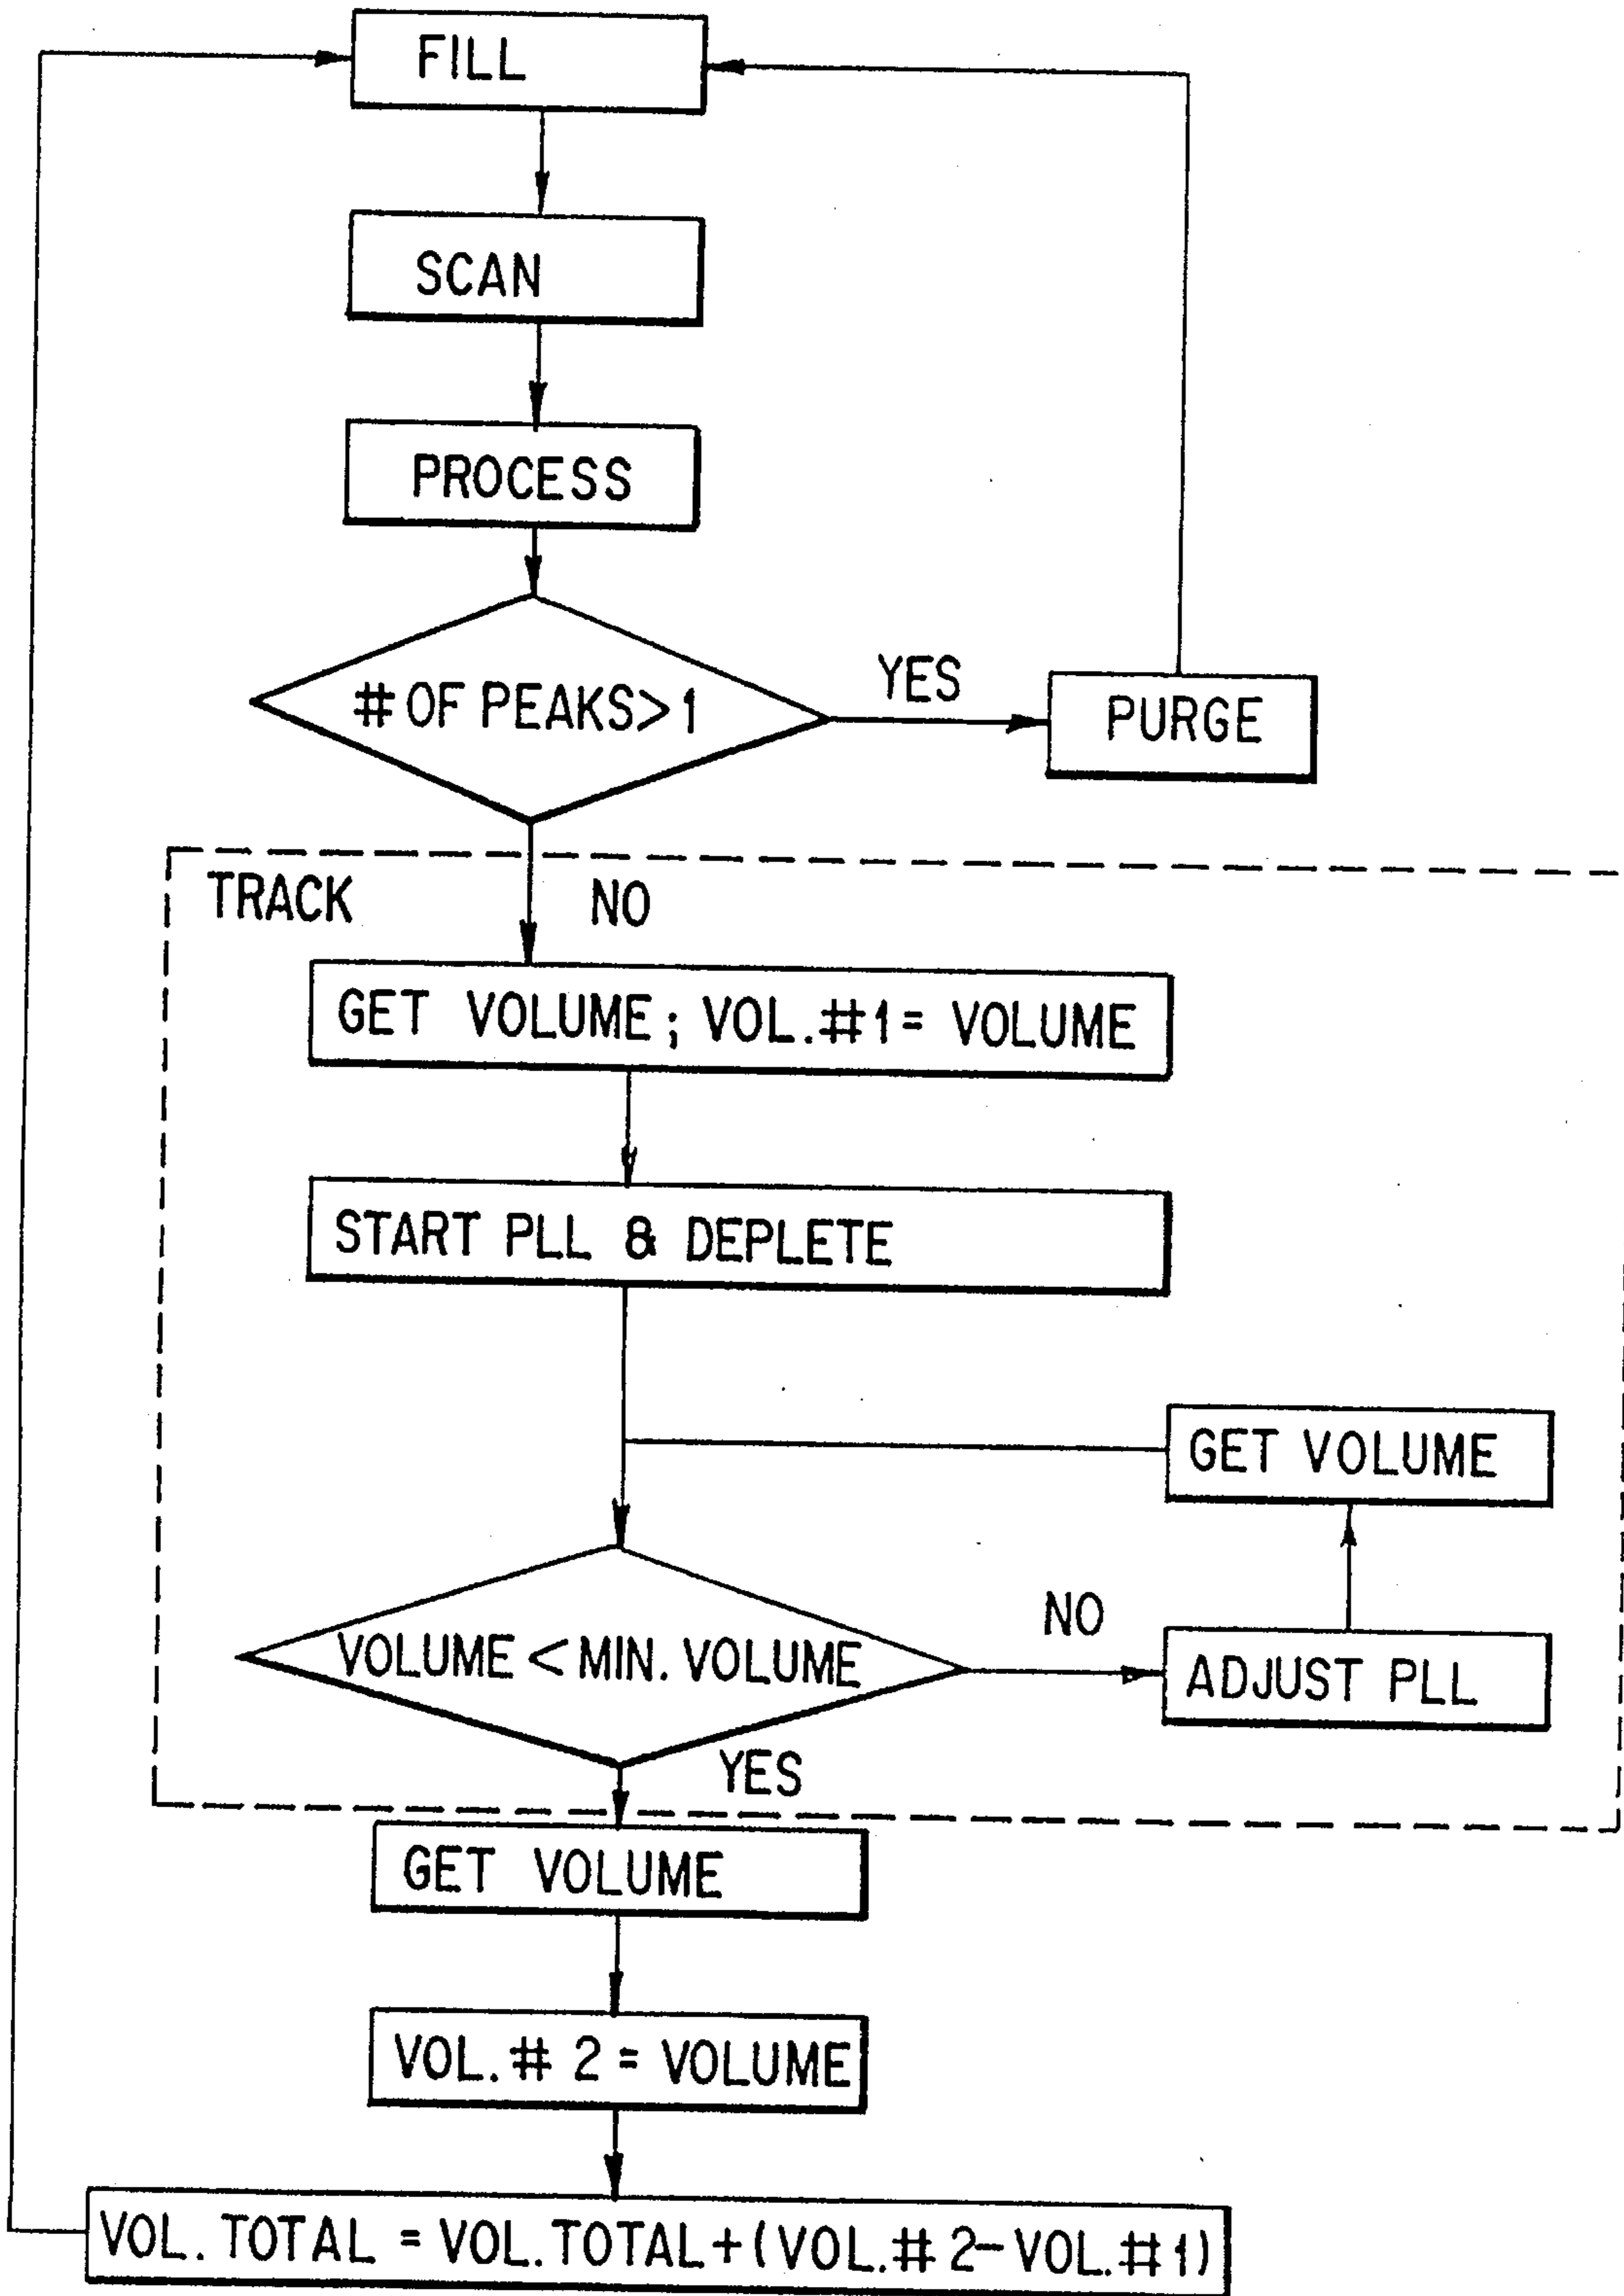 FILL
SCAN
PROCESS
# OF PEAKS>1
YES
PURGE
TRACK
NO
GET VOLUME; VOL.#1= VOLUME
START PLL & DEPLETE
GET VOLUME
VOLUME < MIN. VOLUME
NO
ADJUST PLL
YES
GET VOLUME
VOL.# 2 = VOLUME
VOL. TOTAL = VOL.TOTAL+(VOL.# 2-VOL.#1)